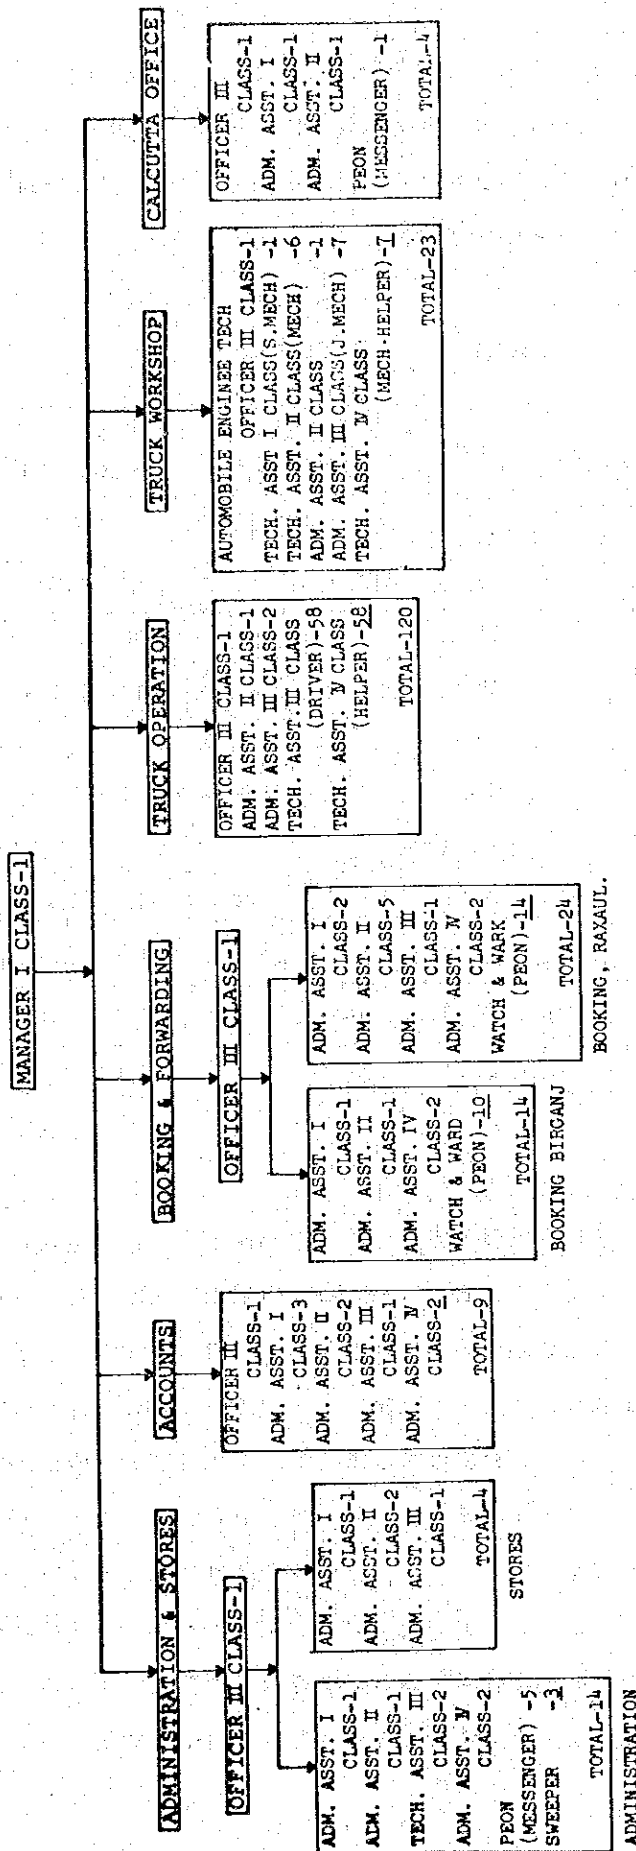 MANAGER I CLASS-1
ADMINISTRATION & STORES
OFFICER III CLASS-1
ADM. ASST. I
CLASS-1
ADM. ASST. II
CLASS-1
TECH. ASST. III
CLASS-2
ADM. ASST. IV
CLASS-2
PEON
(MESSENGER) -5
SWEEPER -3
TOTAL-14
ADMINISTRATION
ADM. ASST. I
CLASS-1
ADM. ASST. II
CLASS-2
ADM. ASST. III
CLASS-1
TOTAL-4
STORES
ACCOUNTS
OFFICER III
CLASS-1
ADM. ASST. I
CLASS-3
ADM. ASST. II
CLASS-2
ADM. ASST. III
CLASS-1
ADM. ASST. IV
CLASS-2
TOTAL-9
BOOKING & FORWARDING
OFFICER III CLASS-1
ADM. ASST. I
CLASS-1
ADM. ASST. II
CLASS-1
ADM. ASST. IV
CLASS-2
WATCH & WARD
(PEON)-10
TOTAL-14
BOOKING BIRGANJ
ADM. ASST. I
CLASS-2
ADM. ASST. II
CLASS-5
ADM. ASST. III
CLASS-1
ADM. ASST. IV
CLASS-2
WATCH & WARK
(PEON)-14
TOTAL-24
BOOKING, RAXAUL.
TRUCK OPERATION
OFFICER III CLASS-1
ADM. ASST. II CLASS-1
ADM. ASST. III CLASS-2
TECH. ASST. III CLASS
(DRIVER)-58
TECH. ASST. IV CLASS
(HELPER)-58
TOTAL-120
TRUCK WORKSHOP
AUTOMOBILE ENGINEE TECH
OFFICER III CLASS-1
TECH. ASST I CLASS(S.MECH) -1
TECH. ASST. II CLASS(MECH) -6
ADM. ASST. II CLASS -1
ADM. ASST. III CLASS(J.MECH) -7
TECH. ASST. IV CLASS
(MECH-HELPER)-7
TOTAL-23
CALCUTTA OFFICE
OFFICER III
CLASS-1
ADM. ASST. I
CLASS-1
ADM. ASST. II
CLASS-1
PEON
(MESSENGER) -1
TOTAL-4